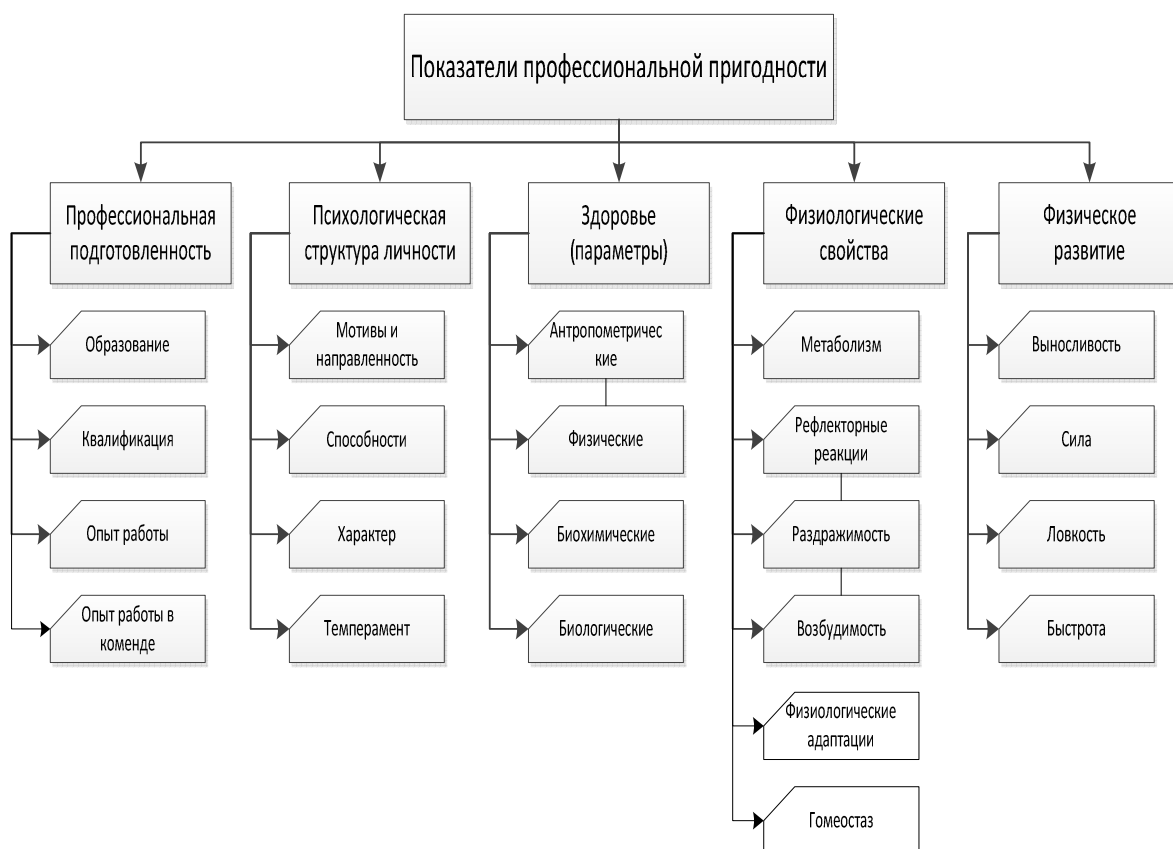 Показатели профессиональной пригодности
Профессиональная
подготовленность
Образование
Квалификация
Опыт работы
Опыт работы в
коменде
Психологическая
структура личности
Мотивы и
направленность
Способности
Характер
Темперамент
Здоровье
(параметры)
Антропометричес
кие
Физические
Биохимические
Биологические
Физиологические
свойства
Метаболизм
Рефлекторные
реакции
Раздражимость
Возбудимость
Физиологические
адаптации
Гомеостаз
Физическое
развитие
Выносливость
Сила
Ловкость
Быстрота